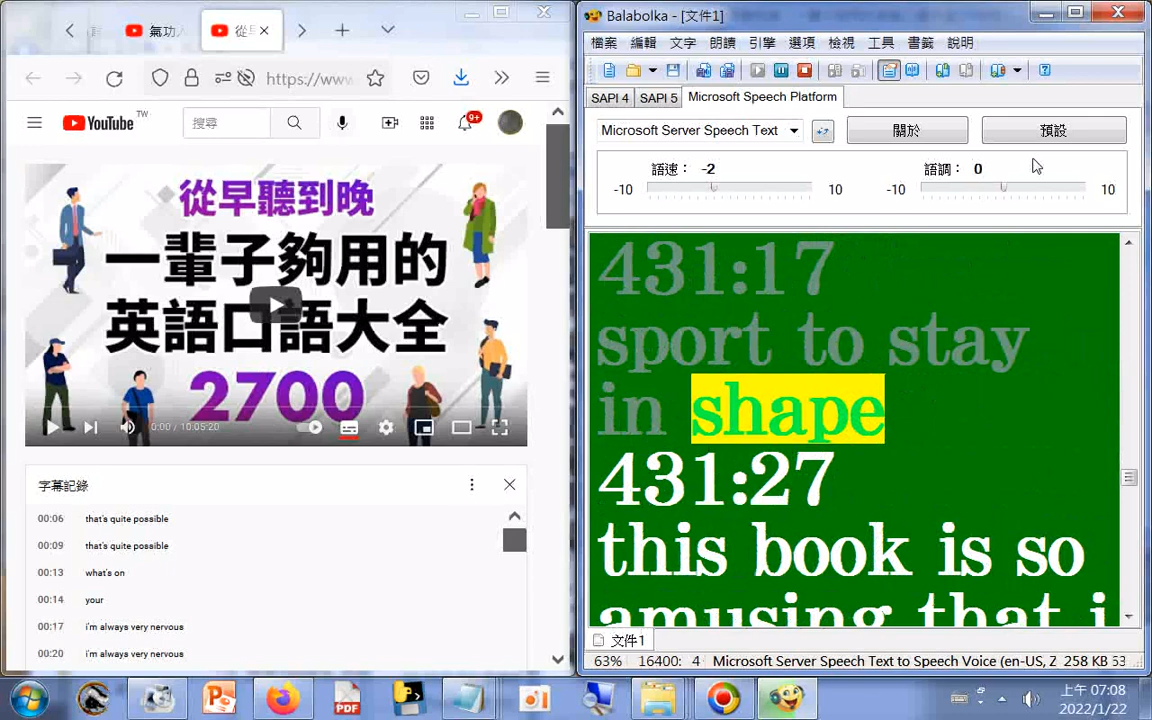 氣功
從
https://www
YouTube TW
搜尋
9+
從早聽到晚
一輩子夠用的
英語口語大全
2700
0:00 / 10:05:20
字幕記錄
00:06 that's quite possible
00:09 that's quite possible
00:13 what's on
00:14 your
00:17 i'm always very nervous
00:20 i'm always very nervous
Balabolka - [文件1]
檔案 編輯 文字 朗讀 引擎 選項 檢視 工具 書籤 說明
SAPI 4 SAPI 5 Microsoft Speech Platform
Microsoft Server Speech Text 關於 預設
語速： -2 語調： 0
-10 10 -10 10
431:17
sport to stay
in shape
431:27
this book is so
amusing that i
文件1
63% 16400: 4 Microsoft Server Speech Text to Speech Voice (en-US, Z 258 KB 53
PDF
上午 07:08
2022/1/22